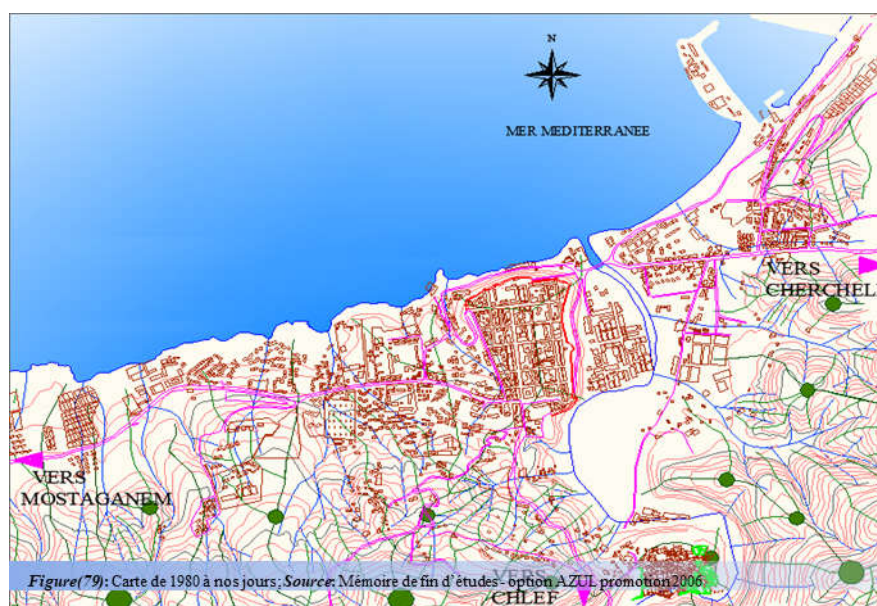 N
MER MEDITERRANEE
VERS
CHERCHELL
VERS
MOSTAGANEM
Figure(79): Carte de 1980 à nos jours; Source: Mémoire de fin d'études - option AZUL promotion 2006
VERS
CHLEF